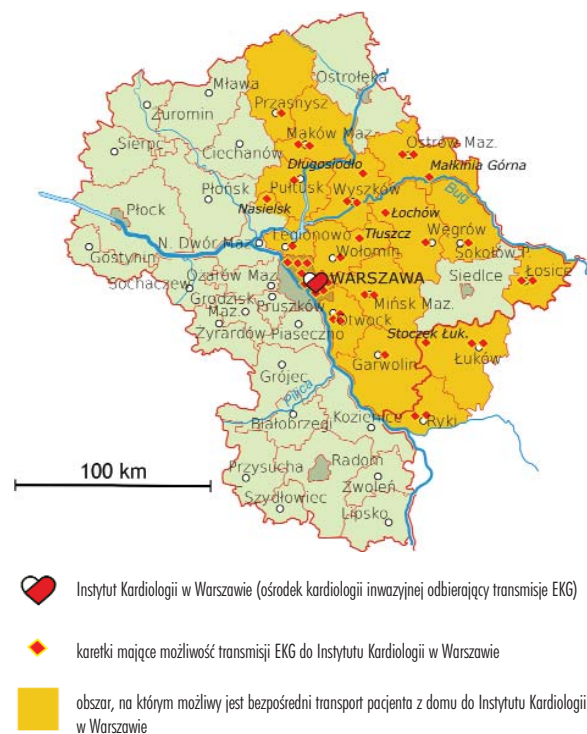 Ostrołęka
Mława
Żuromin
Przasnysz
Maków Maz.
Ostrów Maz.
Sierpc
Ciechanów
Długosiodło
Małkinia Górna
Pułtusk
Wyszków
Bug
Płońsk
Nasielsk
Łochów
Płock
Węgrów
Legionowo
Tłuszcz
Sokołów P.
N. Dwór Maz.
Wołomin
Gostynin
Łosice
Sochaczew
Ożarów Maz.
WARSZAWA
Siedlce
Grodzisk
Maz.
Pruszków
Mińsk Maz.
Otwock
Żyrardów
Piaseczno
Stoczek Łuk.
Garwolin
Łuków
Grójec
Pilica
Białobrzegi
Kozienice
Ryki
100 km
Przysucha
Radom
Zwoleń
Szydłowiec
Lipsko
Instytut Kardiologii w Warszawie (ośrodek kardiologii inwazyjnej odbierający transmisje EKG)
karetki mające możliwość transmisji EKG do Instytutu Kardiologii w Warszawie
obszar, na którym możliwy jest bezpośredni transport pacjenta z domu do Instytutu Kardiologii
w Warszawie